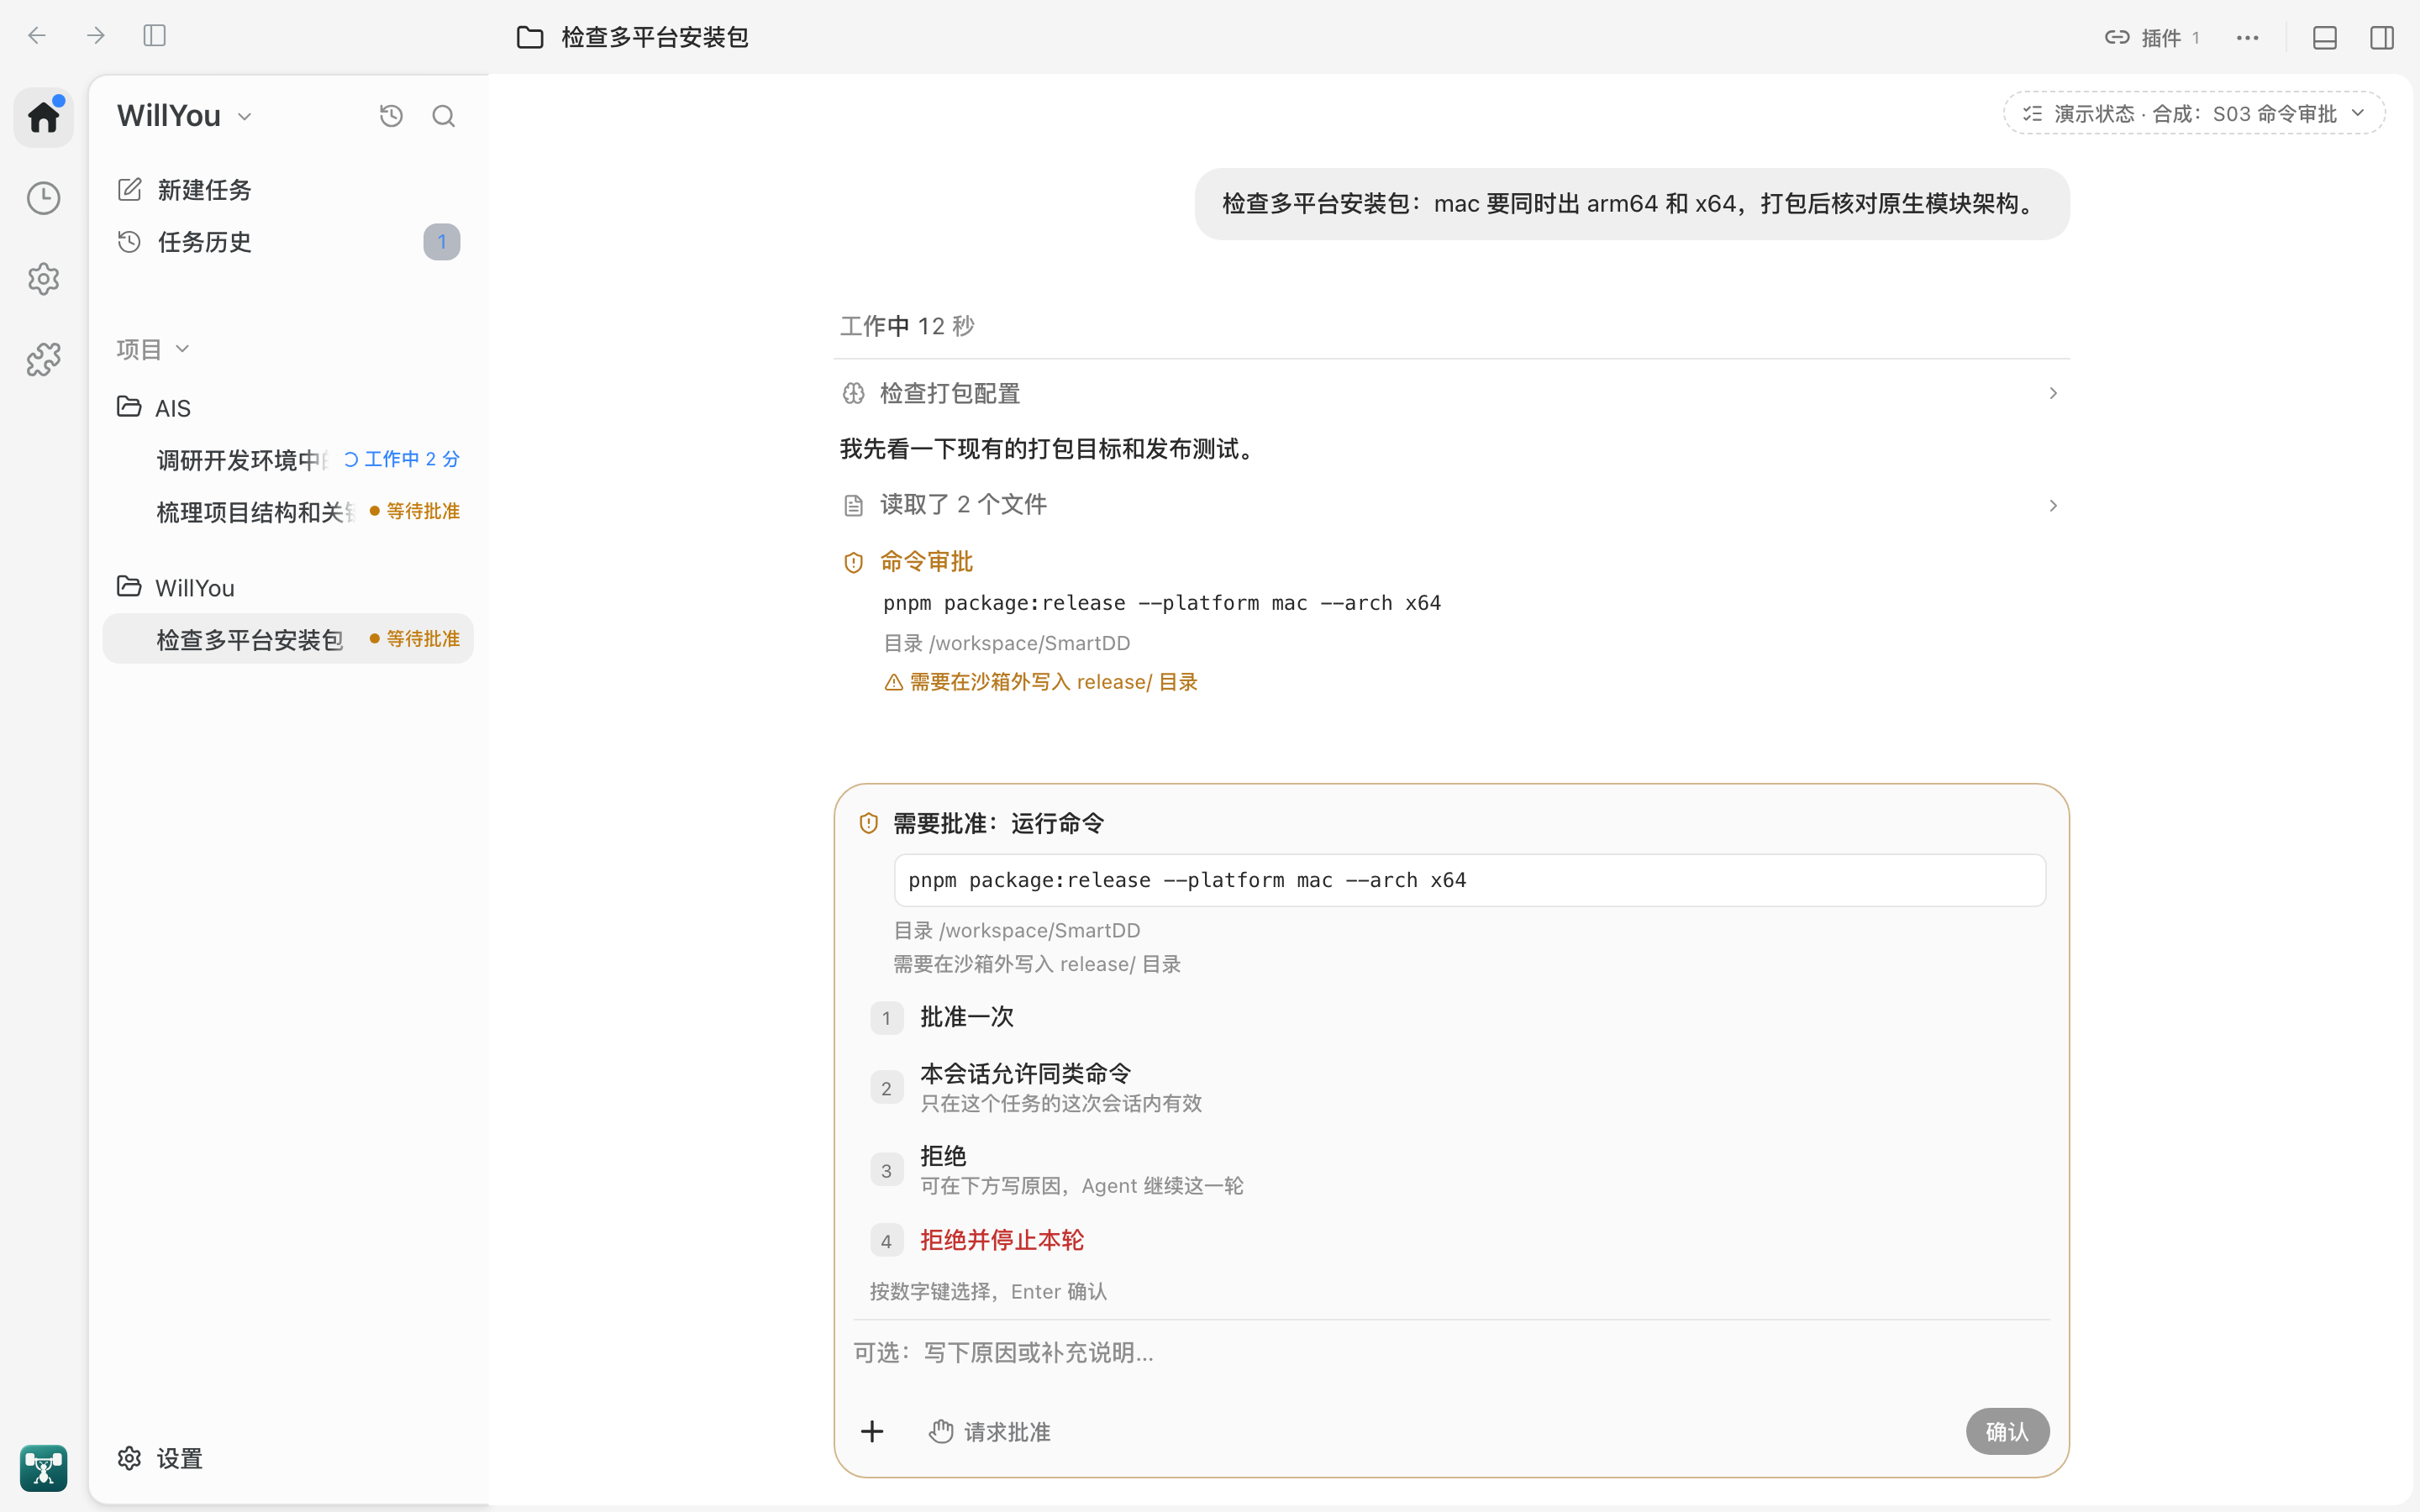 检查多平台安装包
插件 1
WillYou
演示状态 · 合成：S03 命令审批
新建任务
任务历史
1
检查多平台安装包：mac 要同时出 arm64 和 x64，打包后核对原生模块架构。
项目
AIS
调研开发环境中
工作中 2 分
梳理项目结构和关
等待批准
WillYou
检查多平台安装包
等待批准
设置
工作中 12 秒
检查打包配置
我先看一下现有的打包目标和发布测试。
读取了 2 个文件
命令审批
pnpm package:release --platform mac --arch x64
目录 /workspace/SmartDD
需要在沙箱外写入 release/ 目录
需要批准：运行命令
pnpm package:release --platform mac --arch x64
目录 /workspace/SmartDD
需要在沙箱外写入 release/ 目录
1 批准一次
2 本会话允许同类命令
只在这个任务的这次会话内有效
3 拒绝
可在下方写原因，Agent 继续这一轮
4 拒绝并停止本轮
按数字键选择，Enter 确认
可选：写下原因或补充说明...
请求批准
确认